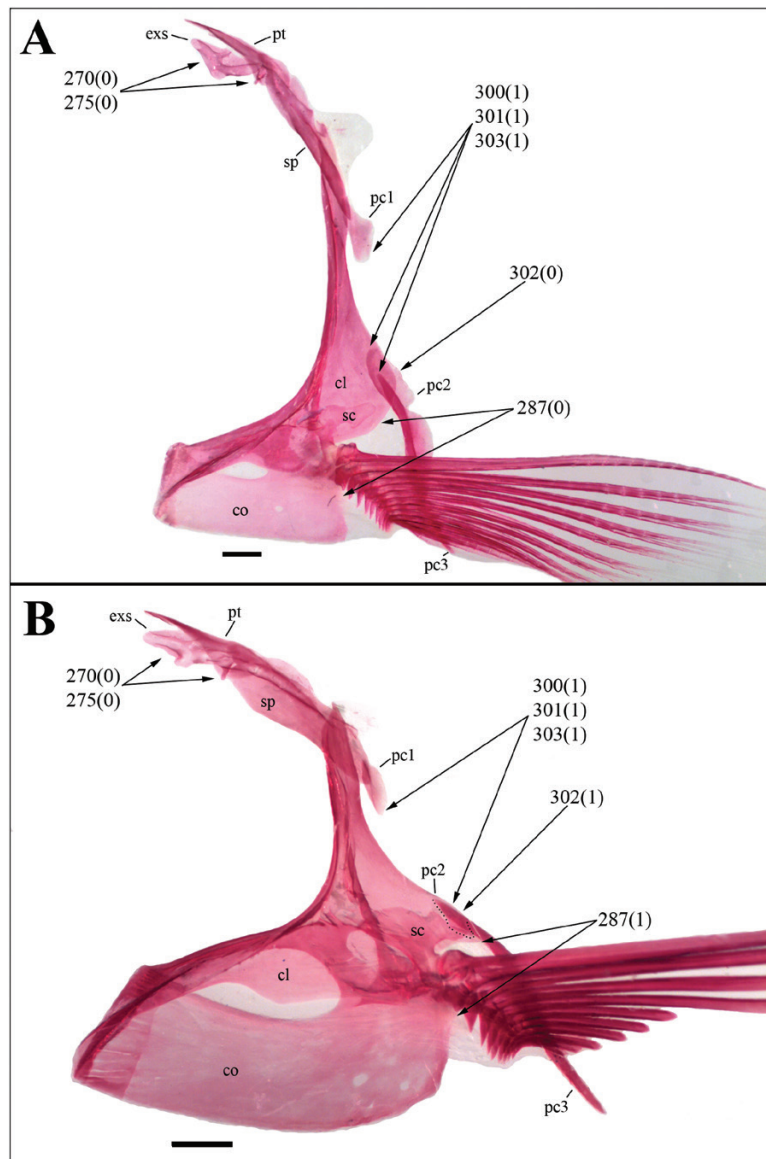 A
exs
pt
270(0)
275(0)
300(1)
301(1)
303(1)
sp
pc1
302(0)
cl
pc2
sc
287(0)
co
pc3
B
exs
pt
270(0)
275(0)
sp
300(1)
301(1)
303(1)
pc1
302(1)
pc2
sc
287(1)
cl
co
pc3